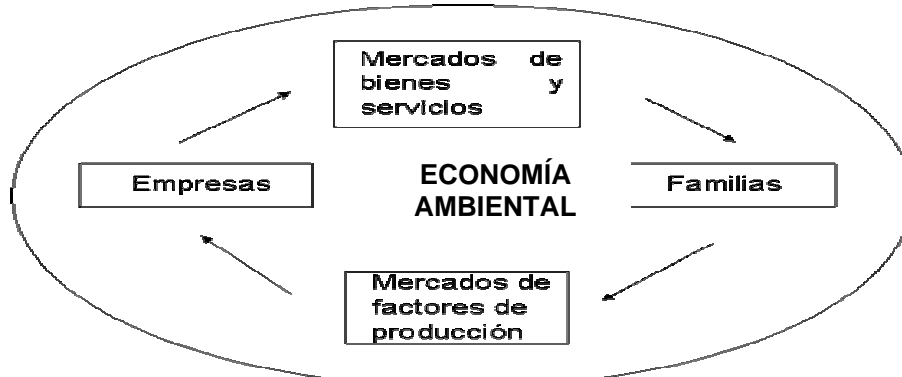 Mercados de
bienes y
servicios
Empresas
ECONOMÍA
AMBIENTAL
Familias
Mercados de
factores de
producción